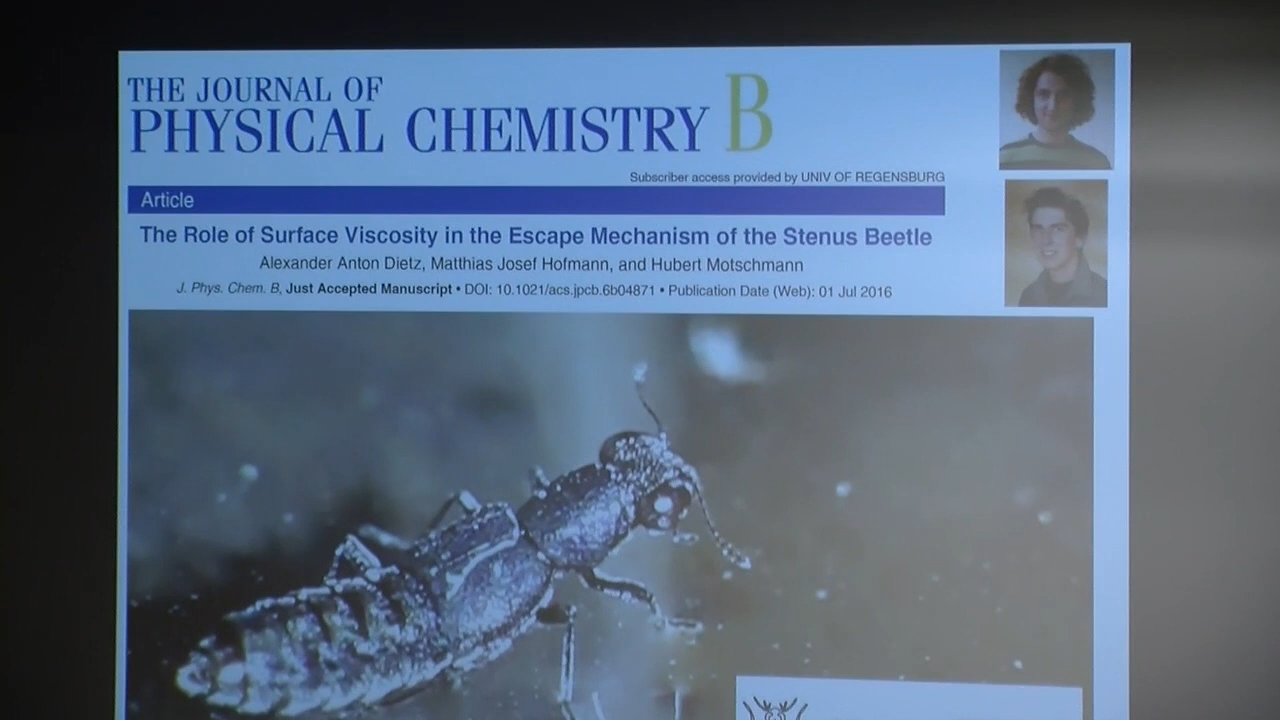 THE JOURNAL OF
PHYSICAL CHEMISTRY B
Subscriber access provided by UNIV OF REGENSBURG
Article
The Role of Surface Viscosity in the Escape Mechanism of the Stenus Beetle
Alexander Anton Dietz, Matthias Josef Hofmann, and Hubert Motschmann
J. Phys. Chem. B, Just Accepted Manuscript • DOI: 10.1021/acs.jpcb.6b04871 • Publication Date (Web): 01 Jul 2016